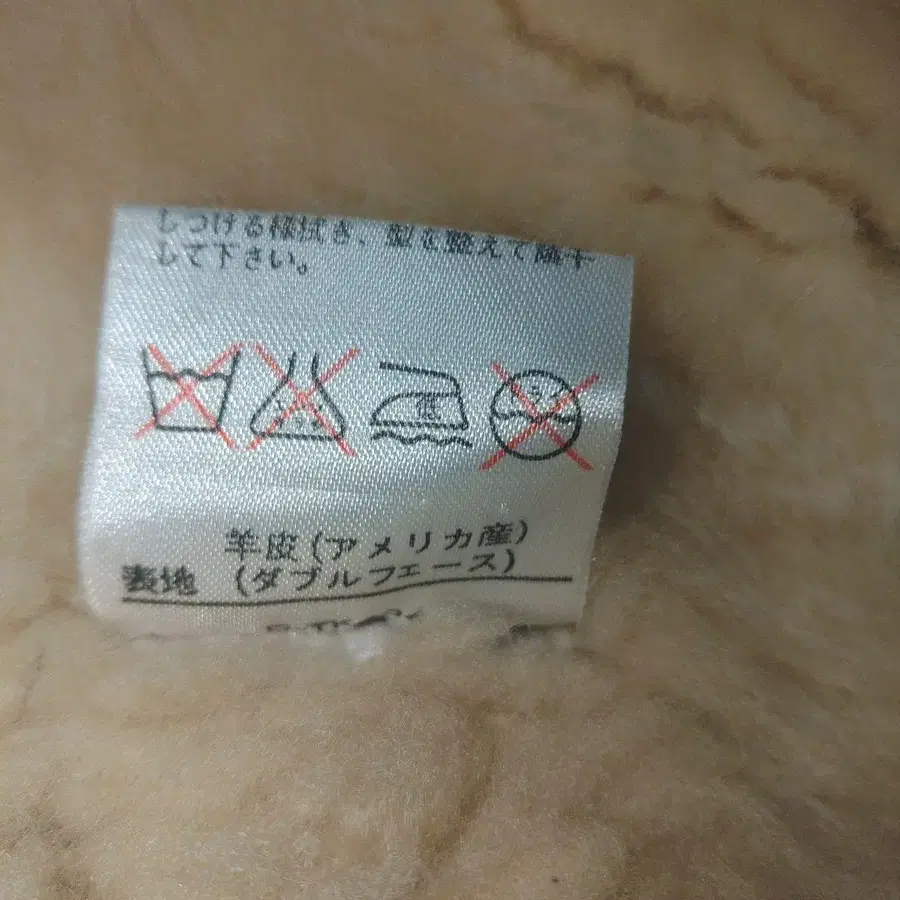 しつける様拭き、型を整えて陰干
して下さい。
低
羊皮(アメリカ産)
表地 (ダブルフェース)